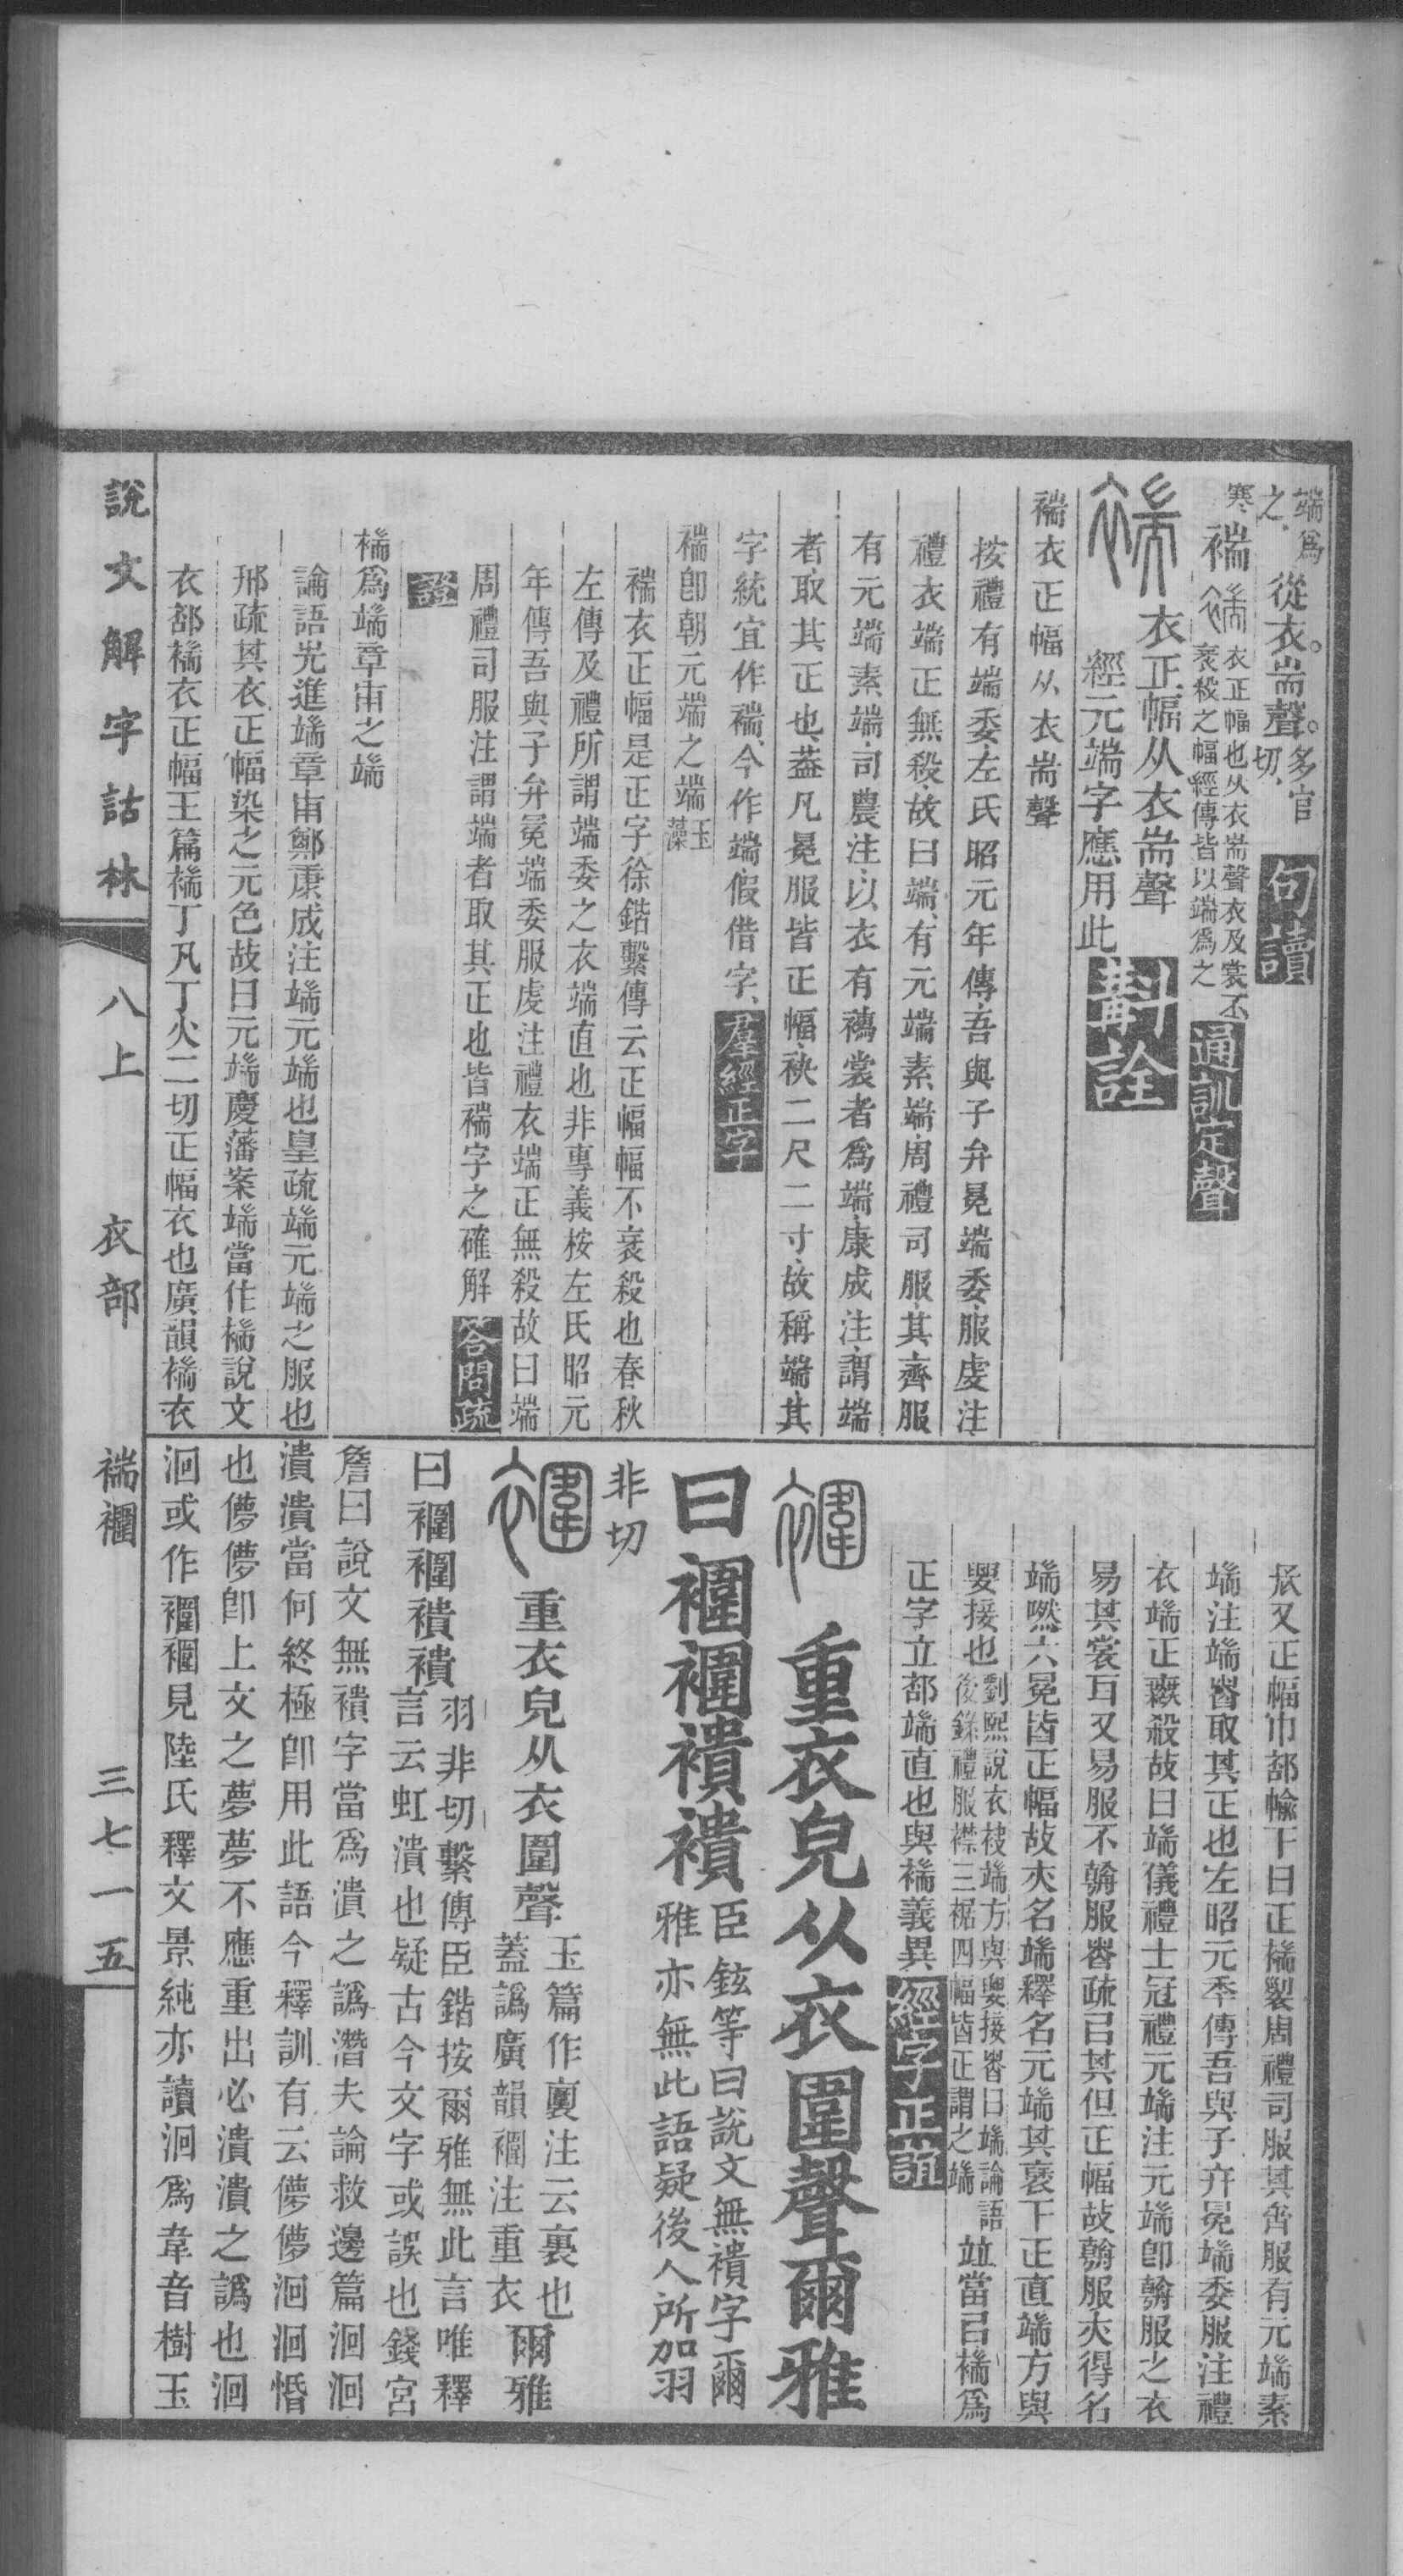 端爲
之
從衣。耑聲。
多官
切
句讀
寒
褍
衣正幅也从衣耑聲衣及裳不
衺殺之幅經傳皆以端爲之
通訓定聲
衣正幅从衣耑聲
經元端字應用此
斠詮
褍衣正幅从衣耑聲
按禮有端委左氏昭元年傳吾與子弁冕端委服虔注
禮衣端正無殺故曰端有元端素端周禮司服其齊服
有元端素端司農注以衣有襦裳者爲端康成注謂端
者取其正也蓋凡冕服皆正幅袂二尺二寸故稱端其
字統宜作褍今作端假借字
羣經正字
褍卽朝元端之端
玉
藻
褍衣正幅是正字徐鍇繫傳云正幅幅不衺殺也春秋
左傳及禮所謂端委之衣端直也非專義桉左氏昭元
年傳吾與子弁冕端委服虔注禮衣端正無殺故曰端
周禮司服注謂端者取其正也皆褍字之確解
答問疏
證
褍爲端章甫之端
論語先進端章甫鄭康成注端元端也皇疏端元端之服也
邢疏其衣正幅染之元色故曰元端慶藩案端當作褍說文
衣部褍衣正幅玉篇褍丁凡丁火二切正幅衣也廣韻褍衣
㡀又正幅巾部褕下曰正褍製周禮司服其齊服有元端素
端注端者取其正也左昭元年傳吾與子弁冕端委服注禮
衣端正無殺故曰端儀禮士冠禮元端注元端卽朝服之衣
易其裳耳又易服不朝服者疏㠯其但正幅故朝服亦得名
端然六冕皆正幅故亦名端釋名元端其袤下正直端方與
要接也
劉熙說衣被端方與要接者曰端論語
後錄禮服襟三裾四幅皆正謂之端
竝當㠯褍爲
正字立部端直也與褍義異
經字正誼
重衣皃从衣圍聲爾雅
曰褘褘襀襀
臣鉉等曰說文無襀字爾
雅亦無此語疑後人所加羽
非切
重衣皃从衣圍聲
玉篇作裏注云裏也
蓋譌廣韻𧝕注重衣
爾雅
曰𧝕𧝕襀襀
羽非切繫傳臣鍇按爾雅無此言唯釋
言云虹潰也疑古今文字或誤也錢宮
詹曰說文無襀字當爲潰之譌潛夫論救邊篇洄洄
潰潰當何終極卽用此語今釋訓有云儚儚洄洄惛
也儚儚卽上文之夢夢不應重出必潰潰之譌也洄
洄或作𧝕𧝕見陸氏釋文景純亦讀洄爲韋音樹玉
說文解字詁林
八上
衣部
褍𧝕
三七一五